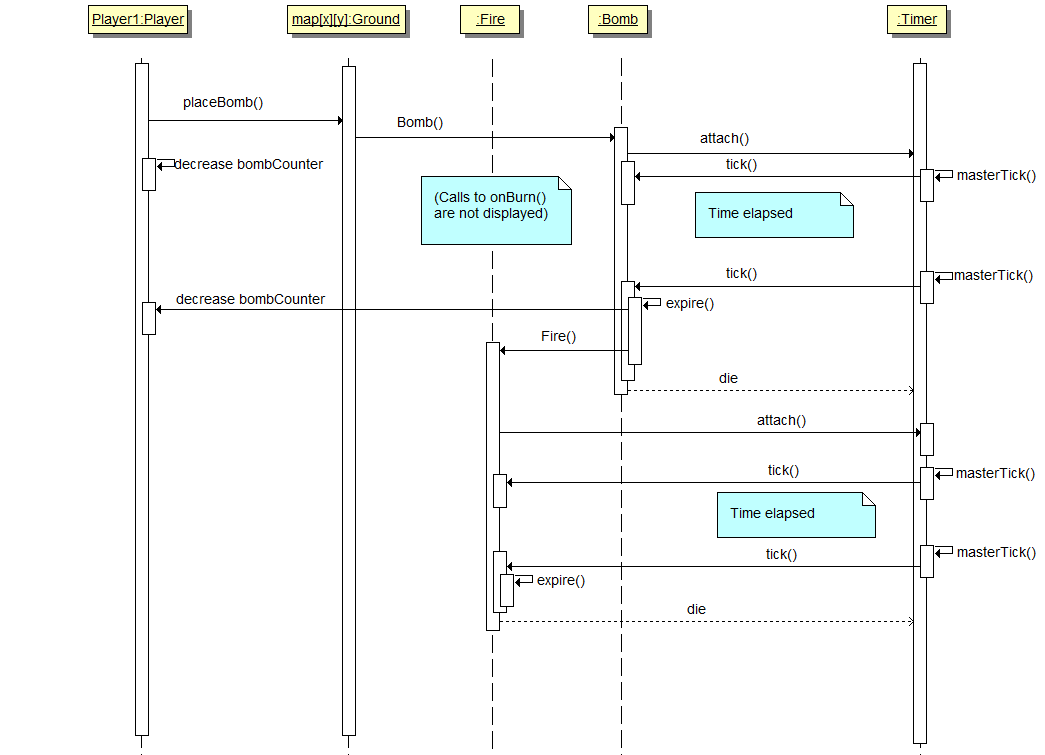 Player1:Player
map[x][y]:Ground
:Fire
:Bomb
:Timer
placeBomb()
Bomb()
attach()
decrease bombCounter
tick()
masterTick()
(Calls to onBurn()
are not displayed)
Time elapsed
tick()
masterTick()
decrease bombCounter
expire()
Fire()
die
attach()
tick()
masterTick()
Time elapsed
tick()
masterTick()
expire()
die